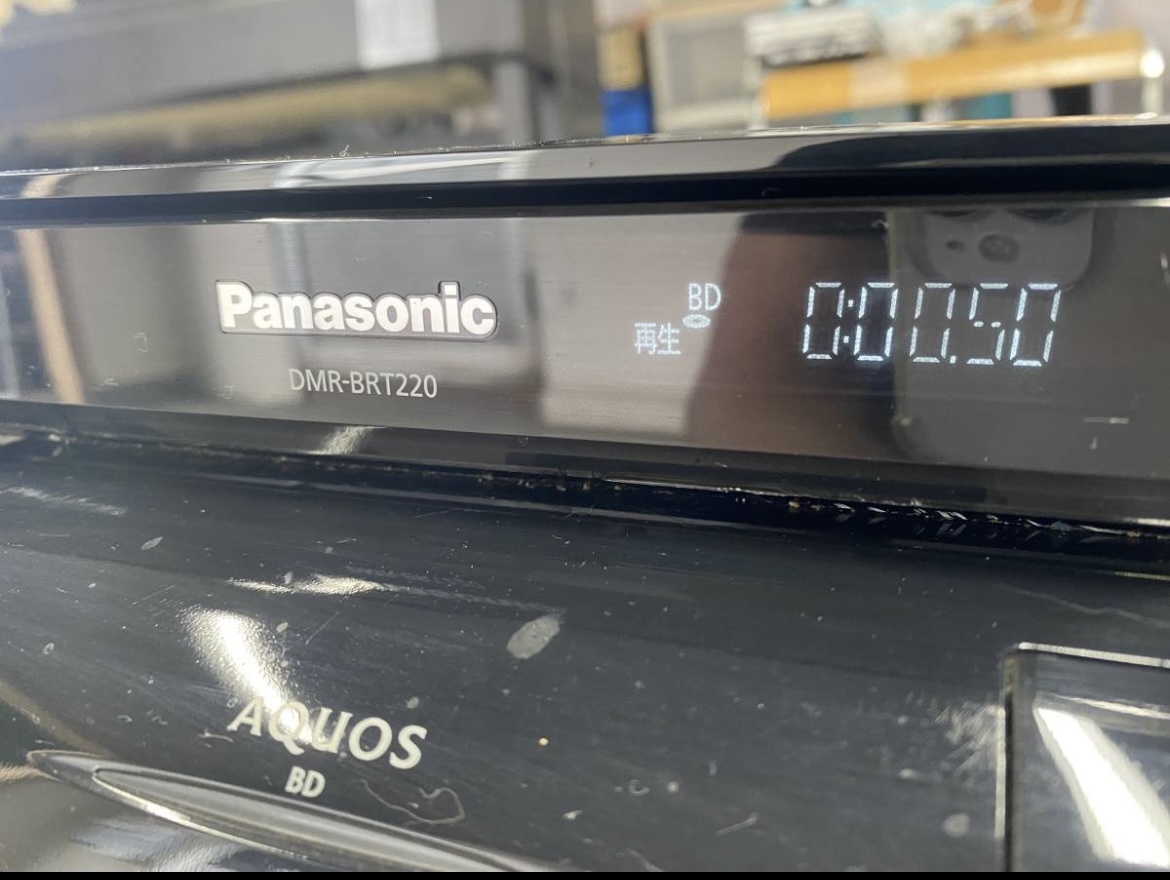 Panasonic
DMR-BRT220
BD
再生
0:00.50
AQUOS
BD